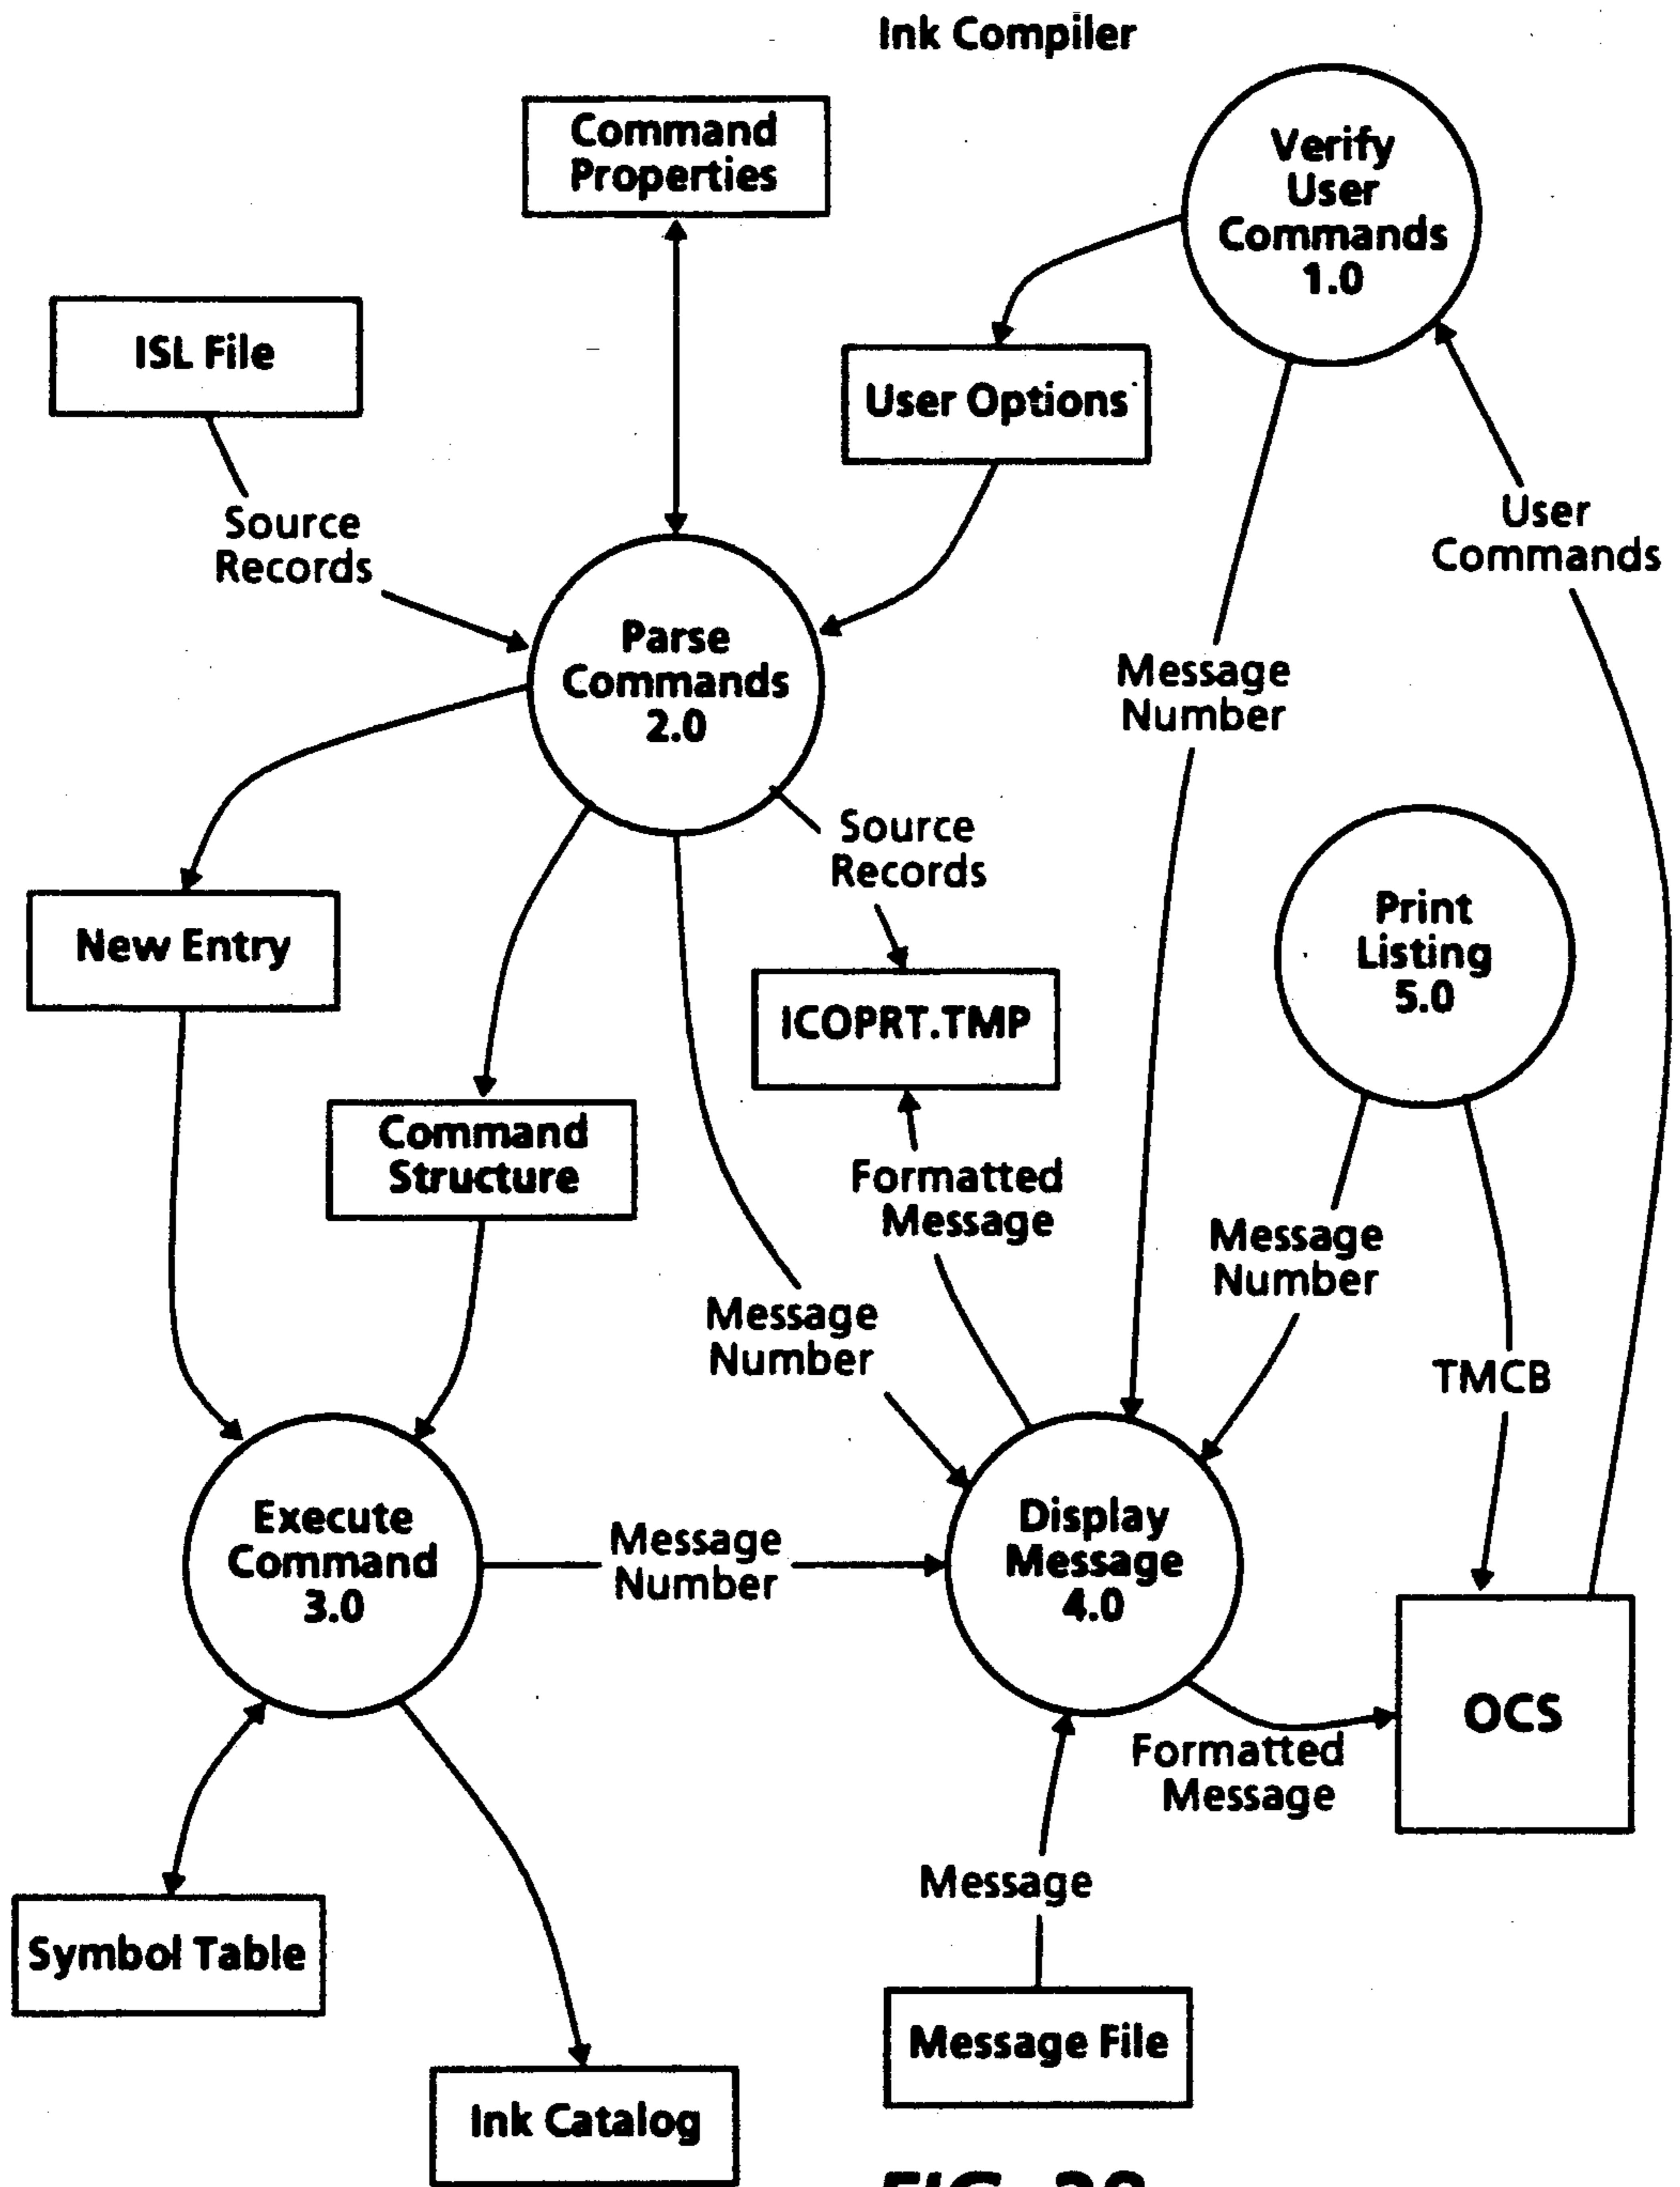 Ink Compiler
Command
Properties
Verify
User
Commands
1.0
ISL File
User Options
Source
Records
User
Commands
Parse
Commands
2.0
Message
Number
Source
Records
Print
Listing
5.0
New Entry
ICOPRT.TMP
Command
Structure
Formatted
Message
Message
Number
Message
Number
TMCB
Execute
Command
3.0
Message
Number
Display
Message
4.0
OCS
Formatted
Message
Message
Symbol Table
Message File
Ink Catalog